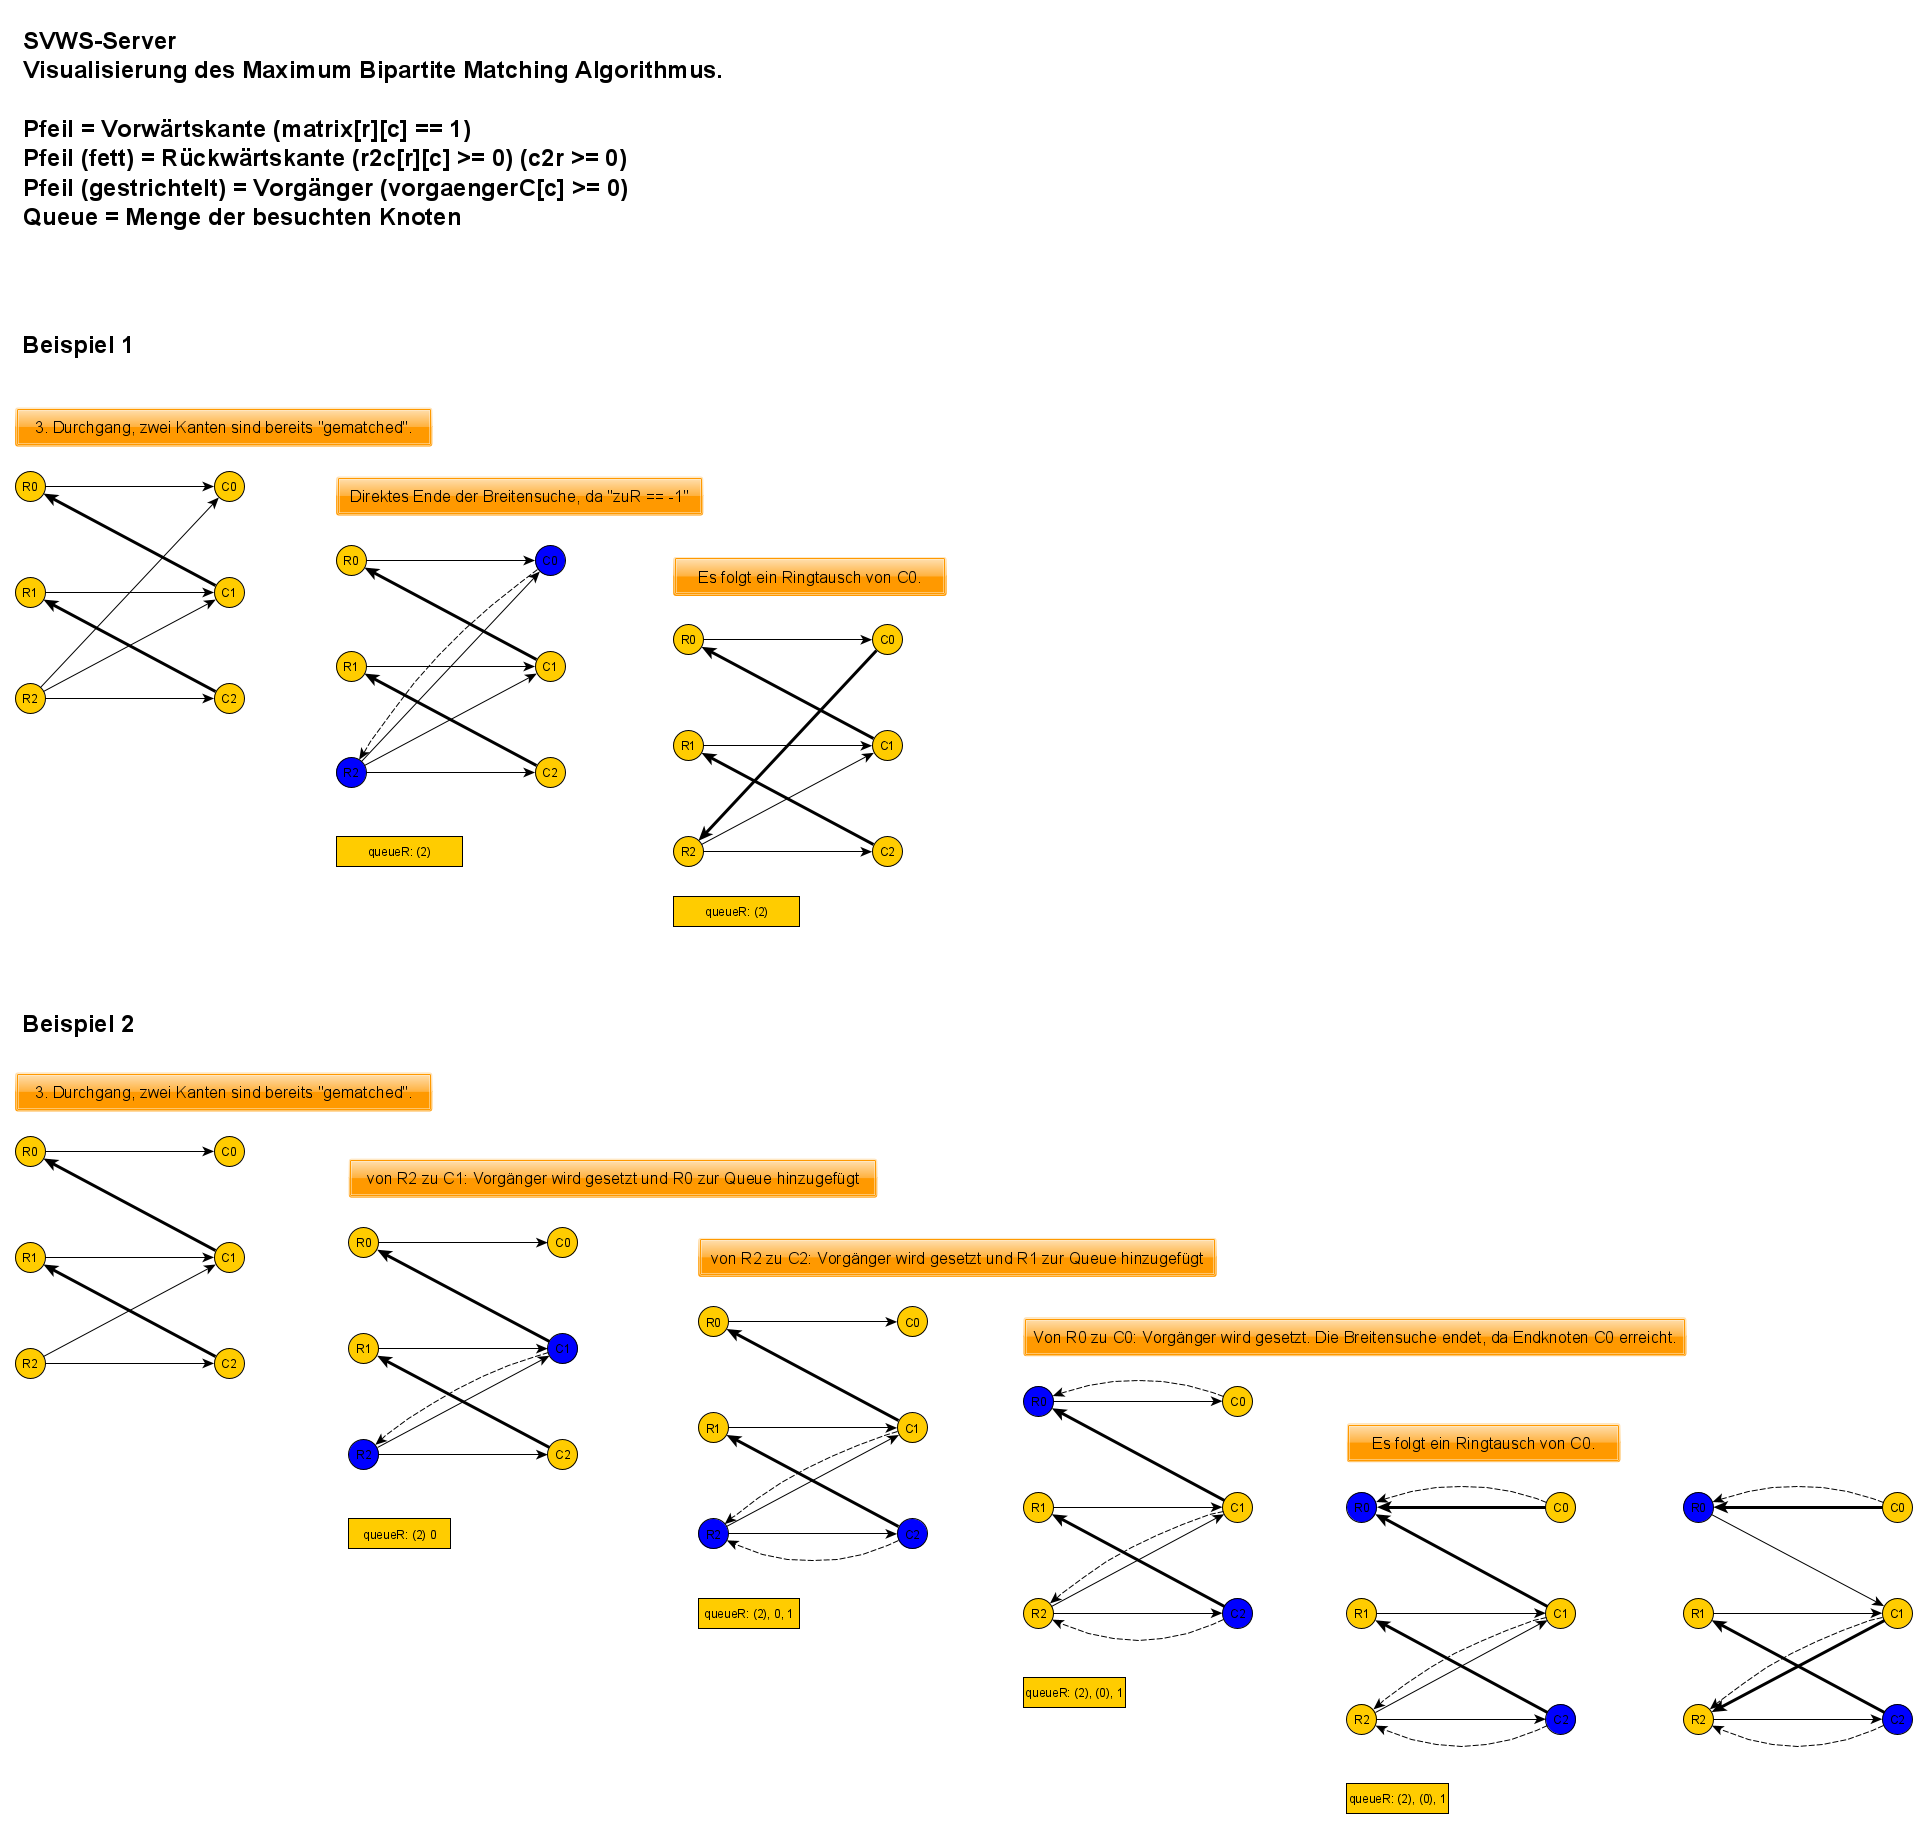 SVWS-Server
Visualisierung des Maximum Bipartite Matching Algorithmus.
Pfeil = Vorwärtskante (matrix[r][c] == 1)
Pfeil (fett) = Rückwärtskante (r2c[r][c] >= 0) (c2r >= 0)
Pfeil (gestrichtelt) = Vorgänger (vorgaengerC[c] >= 0)
Queue = Menge der besuchten Knoten
Beispiel 1
3. Durchgang, zwei Kanten sind bereits "gematched".
R0 C0
R1 C1
R2 C2
Direktes Ende der Breitensuche, da "zuR == -1"
R0 C0
R1 C1
R2 C2
queueR: (2)
Es folgt ein Ringtausch von C0.
R0 C0
R1 C1
R2 C2
queueR: (2)
Beispiel 2
3. Durchgang, zwei Kanten sind bereits "gematched".
R0 C0
R1 C1
R2 C2
von R2 zu C1: Vorgänger wird gesetzt und R0 zur Queue hinzugefügt
R0 C0
R1 C1
R2 C2
queueR: (2) 0
von R2 zu C2: Vorgänger wird gesetzt und R1 zur Queue hinzugefügt
R0 C0
R1 C1
R2 C2
queueR: (2), 0, 1
Von R0 zu C0: Vorgänger wird gesetzt. Die Breitensuche endet, da Endknoten C0 erreicht.
R0 C0
R1 C1
R2 C2
queueR: (2), (0), 1
Es folgt ein Ringtausch von C0.
R0 C0
R1 C1
R2 C2
queueR: (2), (0), 1
R0 C0
R1 C1
R2 C2